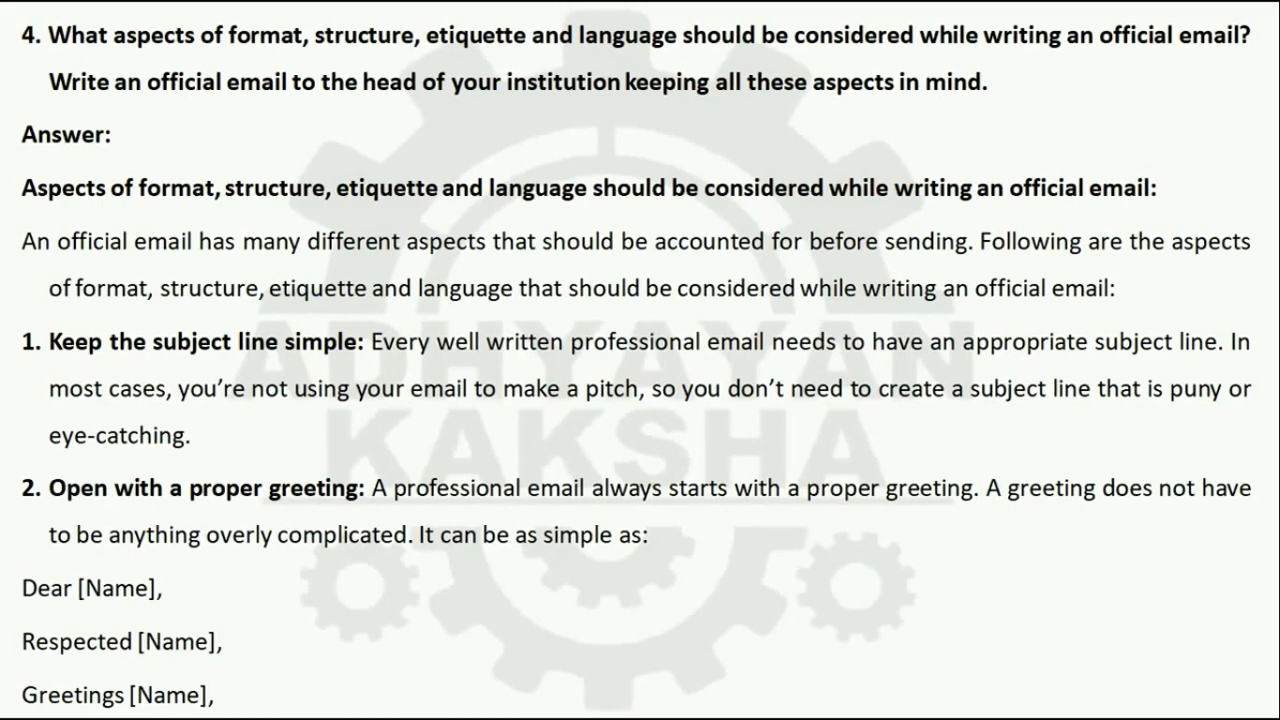 4. What aspects of format, structure, etiquette and language should be considered while writing an official email?
Write an official email to the head of your institution keeping all these aspects in mind.
Answer:
Aspects of format, structure, etiquette and language should be considered while writing an official email:
An official email has many different aspects that should be accounted for before sending. Following are the aspects
of format, structure, etiquette and language that should be considered while writing an official email:
1. Keep the subject line simple: Every well written professional email needs to have an appropriate subject line. In
most cases, you’re not using your email to make a pitch, so you don’t need to create a subject line that is puny or
eye-catching.
2. Open with a proper greeting: A professional email always starts with a proper greeting. A greeting does not have
to be anything overly complicated. It can be as simple as:
Dear [Name],
Respected [Name],
Greetings [Name],
ADHYAYAN
KAKSHA